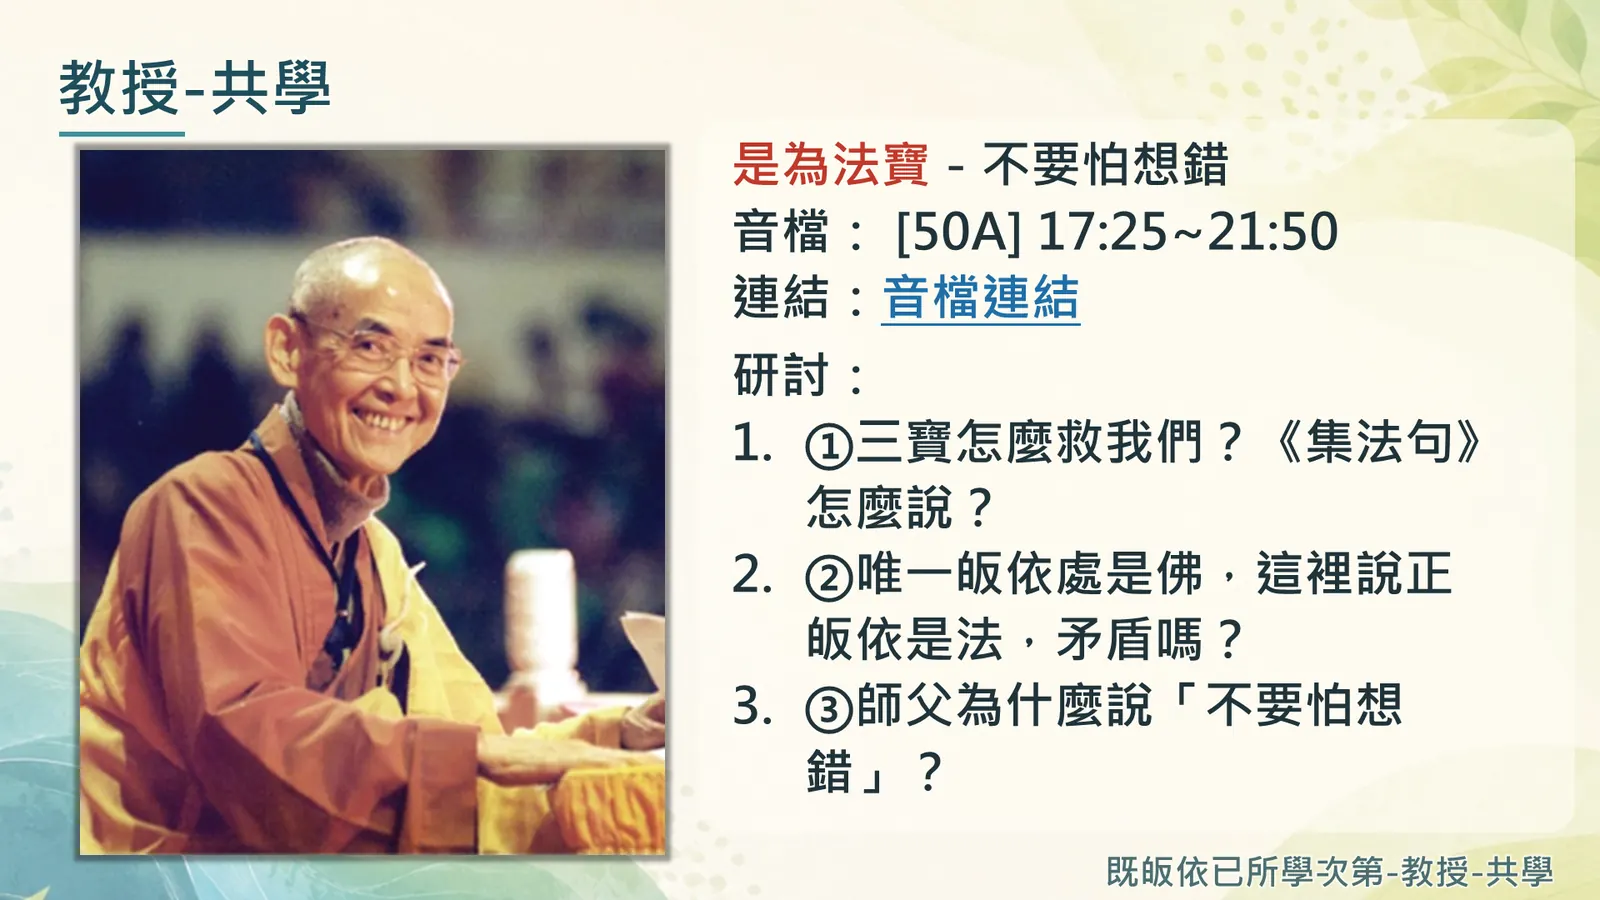 教授-共學
是為法寶 - 不要怕想錯
音檔： [50A] 17:25~21:50
連結：音檔連結
研討：
1. ①三寶怎麼救我們？《集法句》
怎麼說？
2. ②唯一皈依處是佛，這裡說正
皈依是法，矛盾嗎？
3. ③師父為什麼說「不要怕想
錯」？
既皈依已所學次第-教授-共學